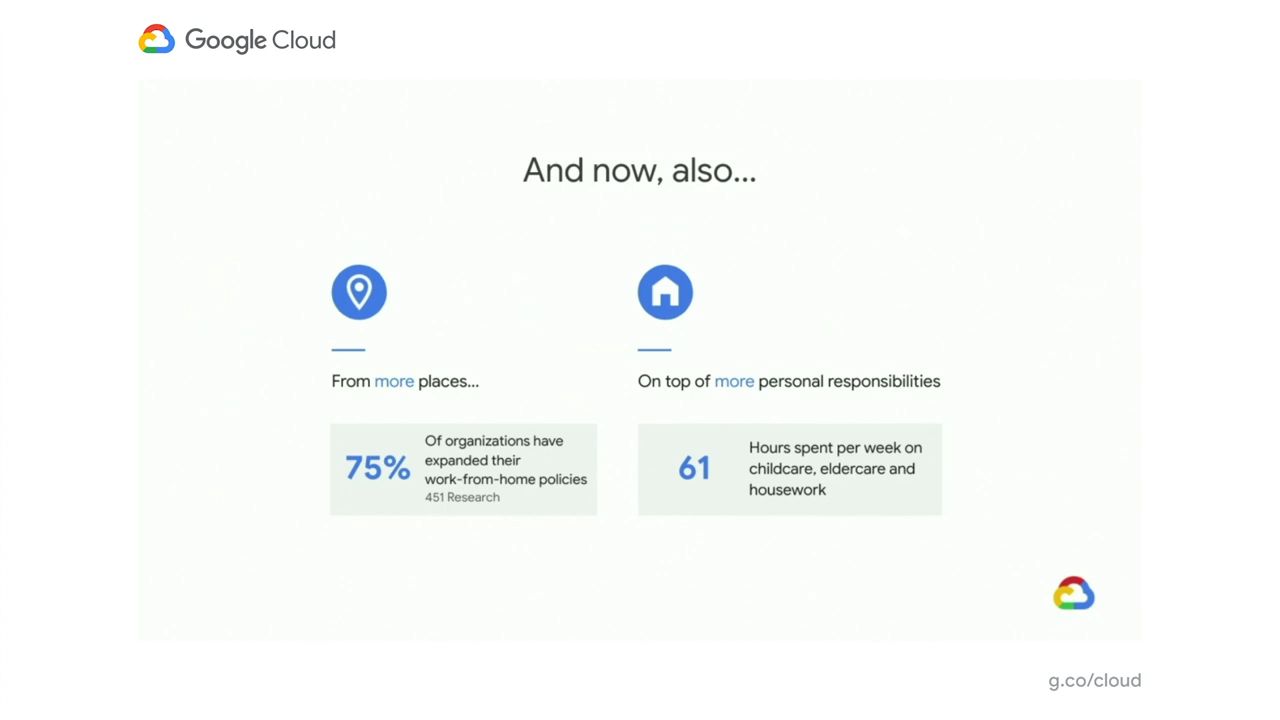 Google Cloud
And now, also...
From more places...
On top of more personal responsibilities
75%
Of organizations have
expanded their
work-from-home policies
451 Research
61
Hours spent per week on
childcare, eldercare and
housework
g.co/cloud